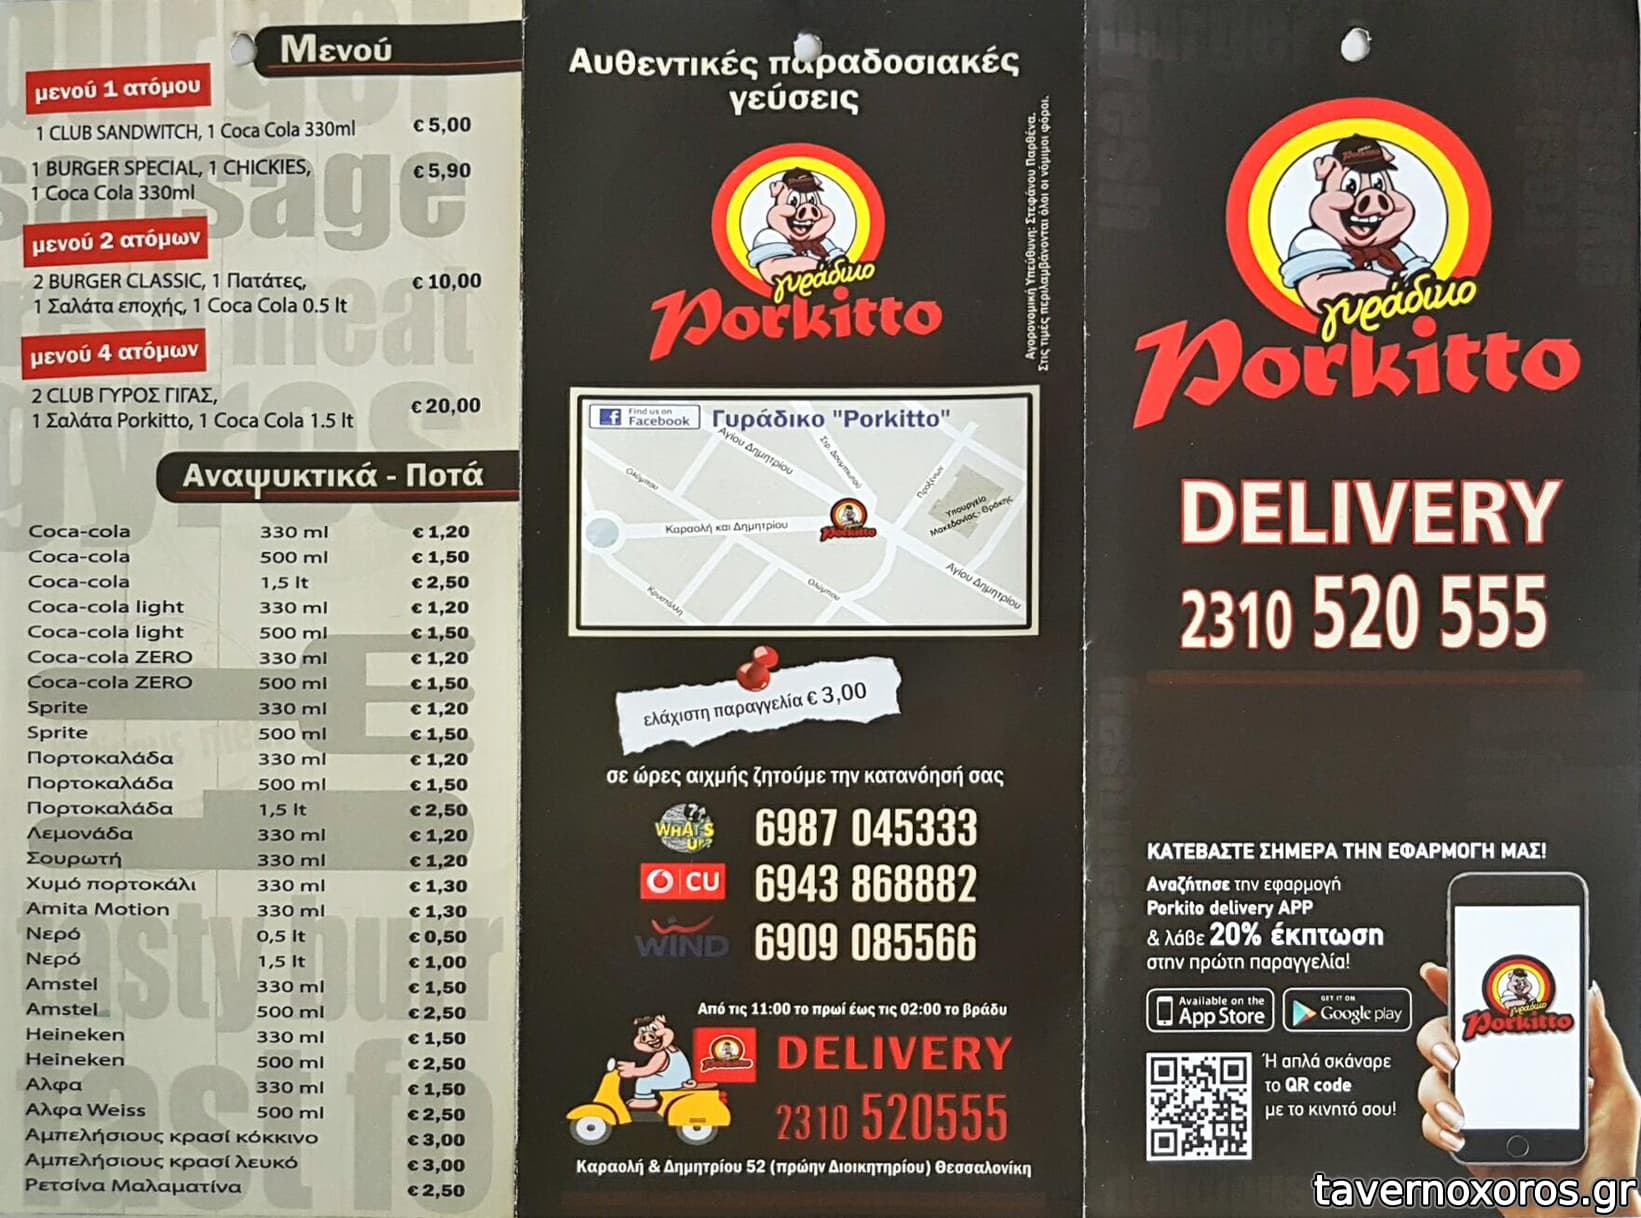 Μενού
μενού 1 ατόμου
1 CLUB SANDWITCH, 1 Coca Cola 330ml € 5,00
1 BURGER SPECIAL, 1 CHICKIES,
1 Coca Cola 330ml € 5,90
μενού 2 ατόμων
2 BURGER CLASSIC, 1 Πατάτες,
1 Σαλάτα εποχής, 1 Coca Cola 0.5 lt € 10,00
μενού 4 ατόμων
2 CLUB ΓΥΡΟΣ ΓΙΓΑΣ,
1 Σαλάτα Porkitto, 1 Coca Cola 1.5 lt € 20,00
Αναψυκτικά - Ποτά
Coca-cola 330 ml € 1,20
Coca-cola 500 ml € 1,50
Coca-cola 1,5 lt € 2,50
Coca-cola light 330 ml € 1,20
Coca-cola light 500 ml € 1,50
Coca-cola ZERO 330 ml € 1,20
Coca-cola ZERO 500 ml € 1,50
Sprite 330 ml € 1,20
Sprite 500 ml € 1,50
Πορτοκαλάδα 330 ml € 1,20
Πορτοκαλάδα 500 ml € 1,50
Πορτοκαλάδα 1,5 lt € 2,50
Λεμονάδα 330 ml € 1,20
Σουρωτή 330 ml € 1,20
Χυμό πορτοκάλι 330 ml € 1,30
Amita Motion 330 ml € 1,30
Νερό 0,5 lt € 0,50
Νερό 1,5 lt € 1,00
Amstel 330 ml € 1,50
Amstel 500 ml € 2,50
Heineken 330 ml € 1,50
Heineken 500 ml € 2,50
Αλφα 330 ml € 1,50
Αλφα Weiss 500 ml € 2,50
Αμπελήσιους κρασί κόκκινο € 3,00
Αμπελήσιους κρασί λευκό € 3,00
Ρετσίνα Μαλαματίνα € 2,50
Αυθεντικές παραδοσιακές
γεύσεις
γυράδικο
Porkitto
Αγορονομική Υπεύθυνη: Στεφάνου Παρθένα.
Στις τιμές περιλαμβάνονται όλοι οι νόμιμοι φόροι.
Find us on
Facebook
Γυράδικο "Porkitto"
Αγίου Δημητρίου
Ολύμπου
Πραξένων
Υπουργείο
Μακεδονίας - Θράκης
Καραολή και Δημητρίου
Porkitto
Αγίου Δημητρίου
Ολύμπου
Κρυστάλλη
ελάχιστη παραγγελία € 3,00
σε ώρες αιχμής ζητούμε την κατανόησή σας
WHAT'S UP? 6987 045333
CU 6943 868882
WIND 6909 085566
Από τις 11:00 το πρωί έως τις 02:00 το βράδυ
Porkitto
DELIVERY
2310 520555
Καραολή & Δημητρίου 52 (πρώην Διοικητηρίου) Θεσσαλονίκη
γυράδικο
Porkitto
DELIVERY
2310 520 555
ΚΑΤΕΒΑΣΤΕ ΣΗΜΕΡΑ ΤΗΝ ΕΦΑΡΜΟΓΗ ΜΑΣ!
Αναζήτησε την εφαρμογή
Porkito delivery APP
& λάβε 20% έκπτωση
στην πρώτη παραγγελία!
Available on the
App Store
GET IT ON
Google play
Ή απλά σκάναρε
το QR code
με το κινητό σου!
γυράδικο
Porkitto
tavernoxoros.gr